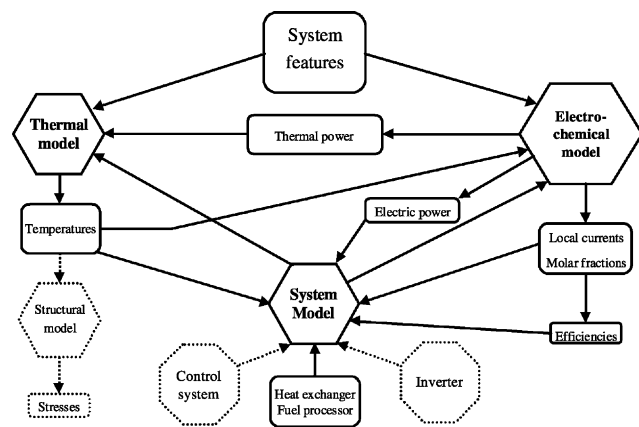 System
features
Thermal
model
Thermal power
Electro-
chemical
model
Temperatures
Electric power
Local currents
Molar fractions
Structural
model
System
Model
Efficiencies
Stresses
Control
system
Heat exchanger
Fuel processor
Inverter